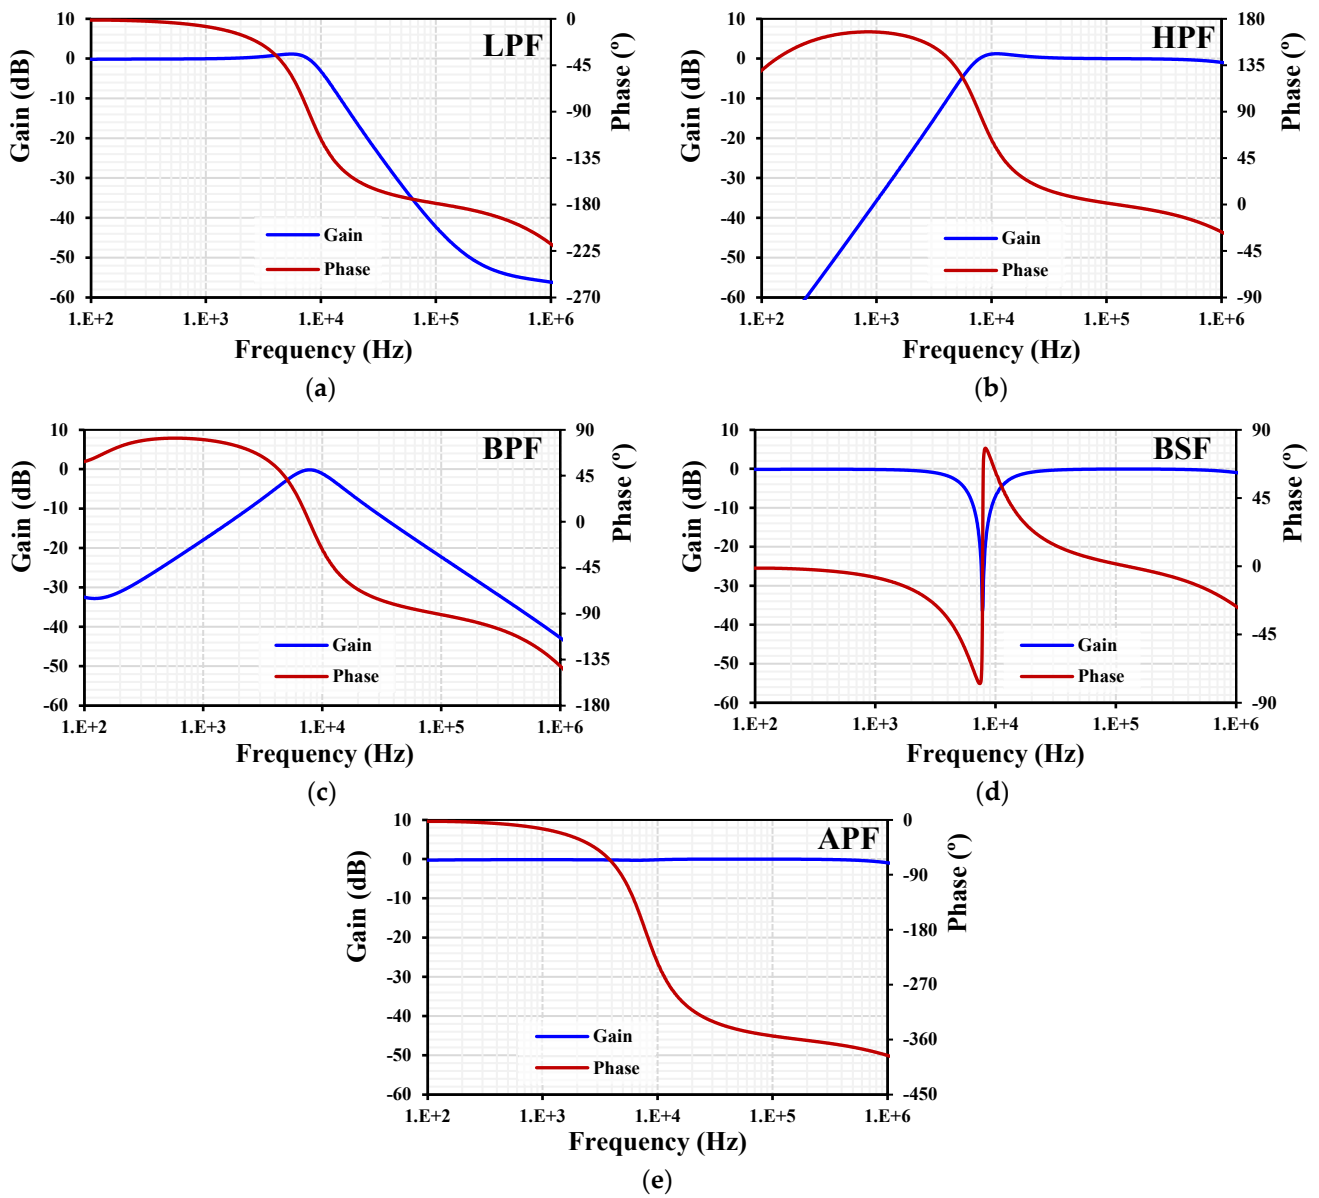 LPF
Gain (dB)
10
0
-10
-20
-30
-40
-50
-60
Phase (º)
0
-45
-90
-135
-180
-225
-270
Gain
Phase
1.E+2 1.E+3 1.E+4 1.E+5 1.E+6
Frequency (Hz)
(a)
HPF
Gain (dB)
10
0
-10
-20
-30
-40
-50
-60
Phase (º)
180
135
90
45
0
-45
-90
Gain
Phase
1.E+2 1.E+3 1.E+4 1.E+5 1.E+6
Frequency (Hz)
(b)
BPF
Gain (dB)
10
0
-10
-20
-30
-40
-50
-60
Phase (º)
90
45
0
-45
-90
-135
-180
Gain
Phase
1.E+2 1.E+3 1.E+4 1.E+5 1.E+6
Frequency (Hz)
(c)
BSF
Gain (dB)
10
0
-10
-20
-30
-40
-50
-60
Phase (º)
90
45
0
-45
-90
Gain
Phase
1.E+2 1.E+3 1.E+4 1.E+5 1.E+6
Frequency (Hz)
(d)
APF
Gain (dB)
10
0
-10
-20
-30
-40
-50
-60
Phase (º)
0
-90
-180
-270
-360
-450
Gain
Phase
1.E+2 1.E+3 1.E+4 1.E+5 1.E+6
Frequency (Hz)
(e)